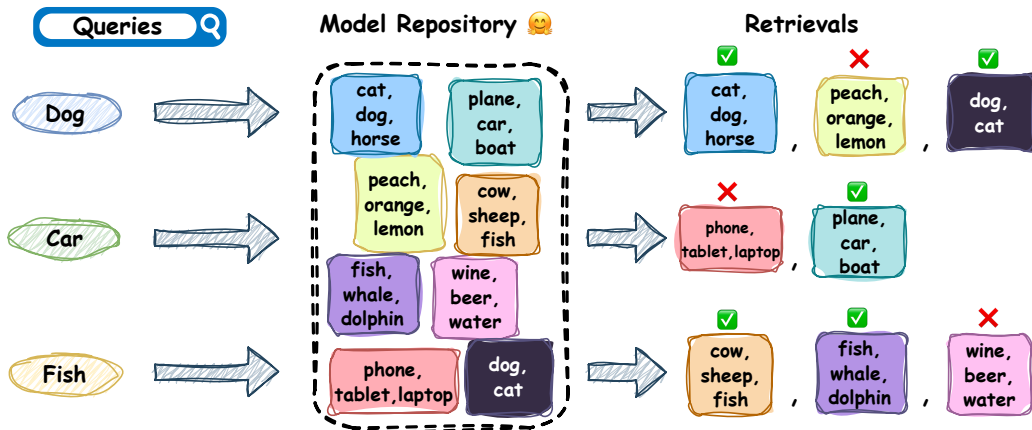 Queries
Model Repository 🤗
Retrievals
Dog
Car
Fish
cat,
dog,
horse
plane,
car,
boat
peach,
orange,
lemon
cow,
sheep,
fish
fish,
whale,
dolphin
wine,
beer,
water
phone,
tablet,laptop
dog,
cat
cat,
dog,
horse
,
peach,
orange,
lemon
,
dog,
cat
phone,
tablet,laptop
,
plane,
car,
boat
cow,
sheep,
fish
,
fish,
whale,
dolphin
,
wine,
beer,
water